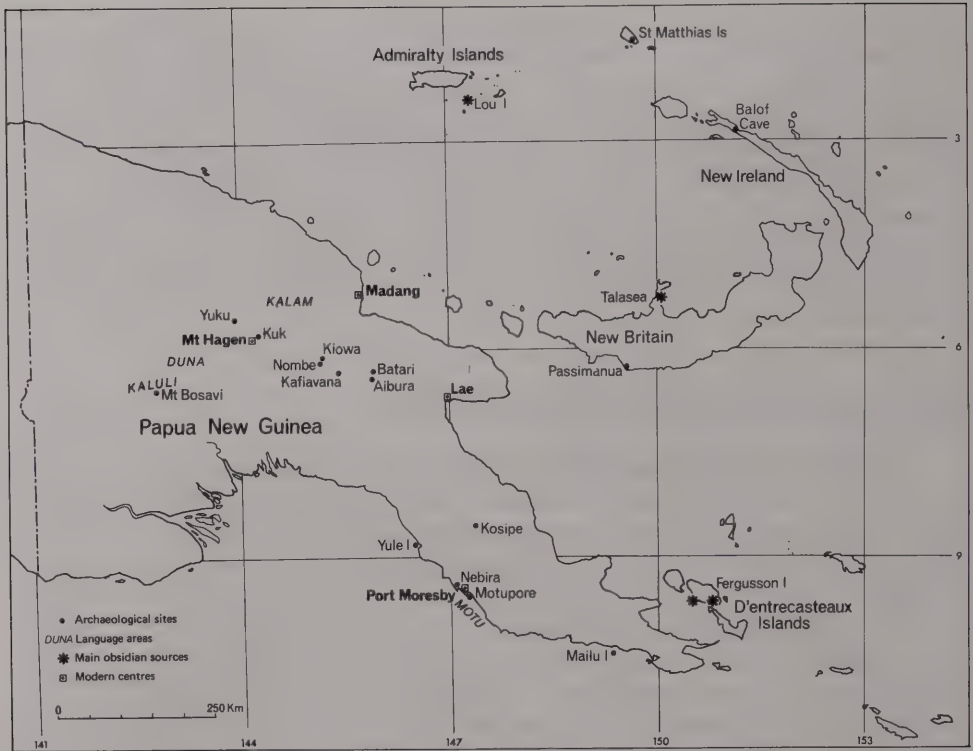 St Matthias Is
Admiralty Islands
Lou I
Balof
Cave
3
New Ireland
Talasea
Madang
KALAM
Yuku
Kuk
Mt Hagen
New Britain
6
Kiowa
DUNA
Nombe
Batari
Passimanua
Kafiavana
Aibura
KALULI
Mt Bosavi
Lae
Papua New Guinea
Kosipe
Yule I
9
Nebira
Fergusson I
Port Moresby
Motupore
D'entrecasteaux
Islands
MOTU
Mailu I
Archaeological sites
DUNA Language areas
Main obsidian sources
Modern centres
0 250 Km
141 144 147 150 153